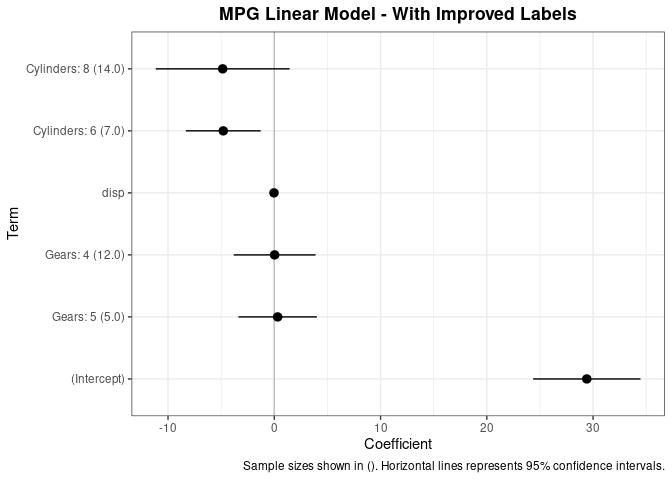 MPG Linear Model - With Improved Labels
Cylinders: 8 (14.0)
Cylinders: 6 (7.0)
disp
Gears: 4 (12.0)
Gears: 5 (5.0)
(Intercept)
Term
-10
0
10
20
30
Coefficient
Sample sizes shown in (). Horizontal lines represents 95% confidence intervals.